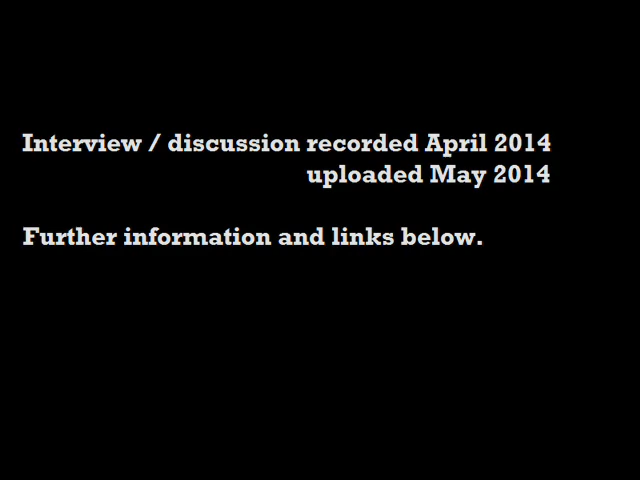 Interview / discussion recorded April 2014
uploaded May 2014
Further information and links below.